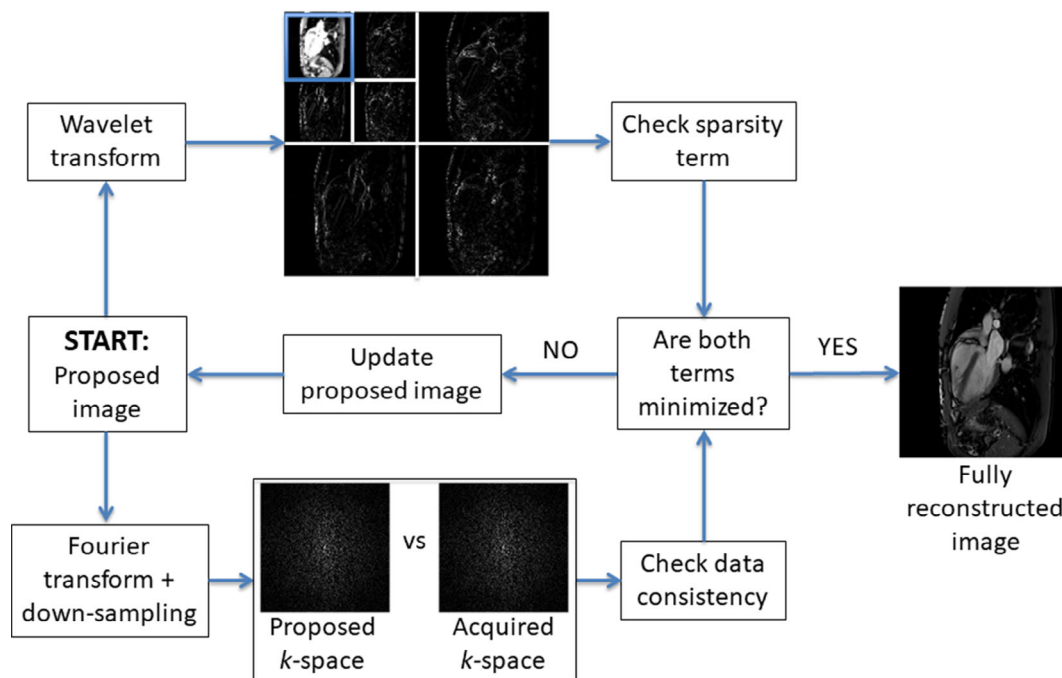 Wavelet
transform
Check sparsity
term
START:
Proposed
image
Update
proposed image
NO
Are both
terms
minimized?
YES
Fully
reconstructed
image
Fourier
transform +
down-sampling
vs
Proposed
k-space
Acquired
k-space
Check data
consistency